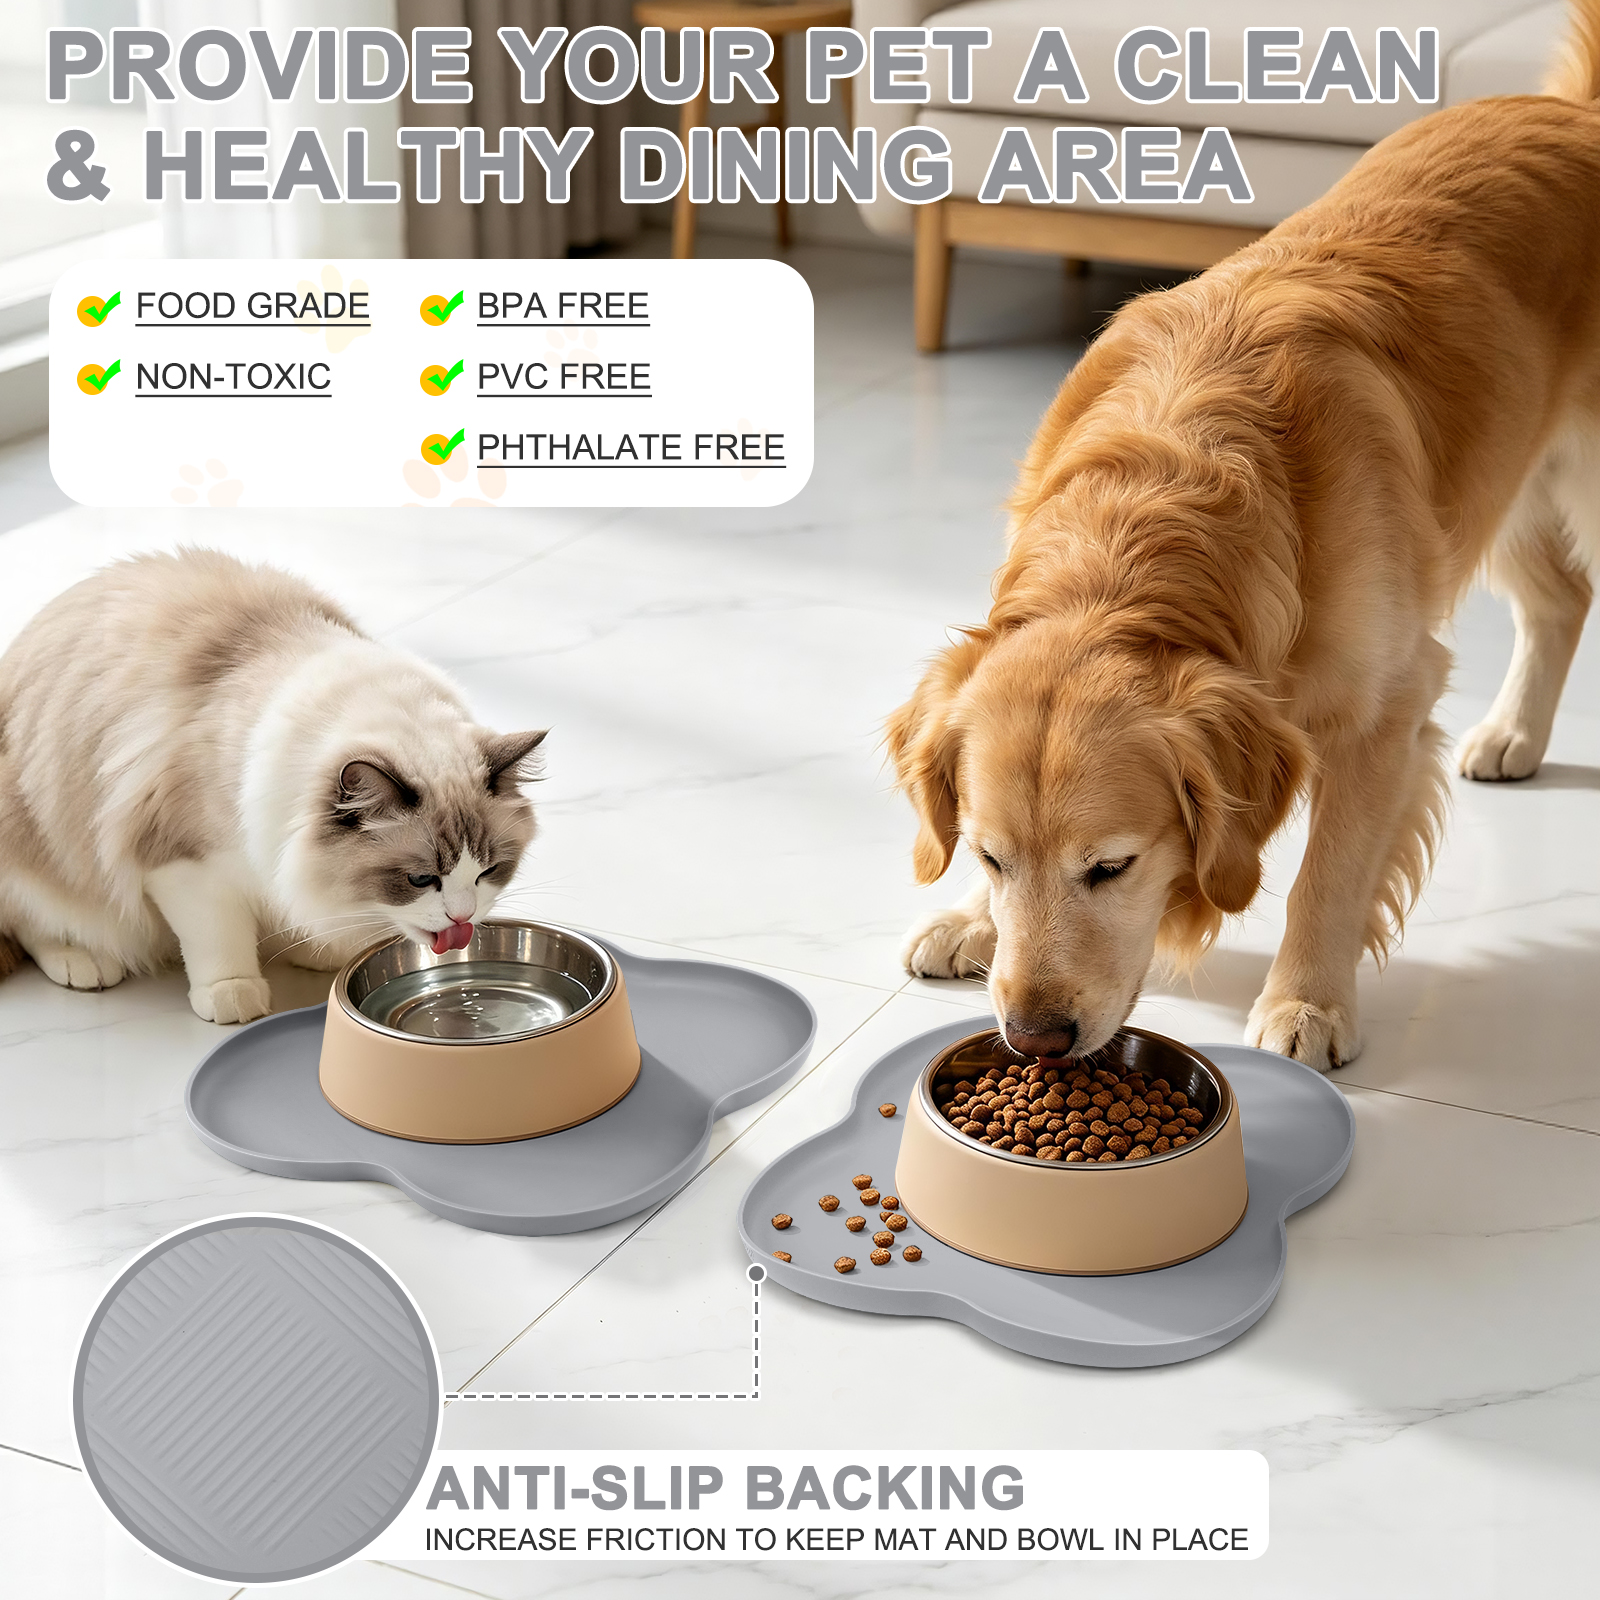 PROVIDE YOUR PET A CLEAN
& HEALTHY DINING AREA
FOOD GRADE
NON-TOXIC
BPA FREE
PVC FREE
PHTHALATE FREE
ANTI-SLIP BACKING
INCREASE FRICTION TO KEEP MAT AND BOWL IN PLACE